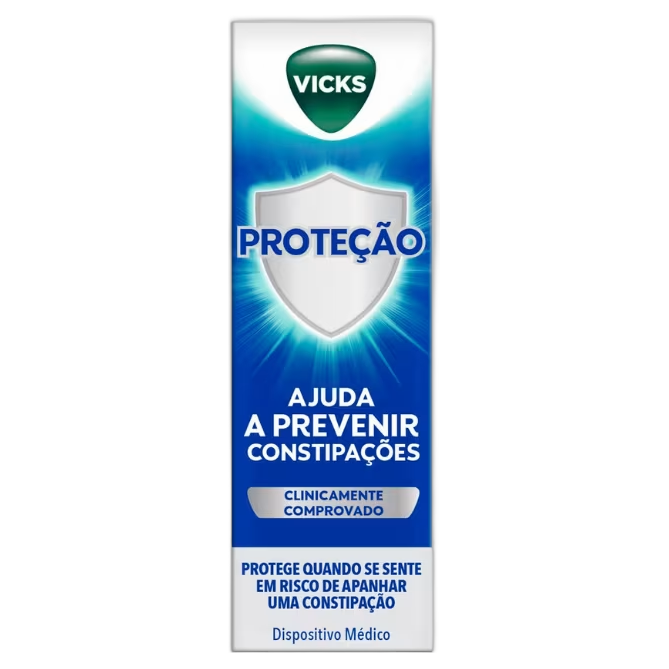 VICKS
PROTEÇÃO
AJUDA
A PREVENIR
CONSTIPAÇÕES
CLINICAMENTE
COMPROVADO
PROTEGE QUANDO SE SENTE
EM RISCO DE APANHAR
UMA CONSTIPAÇÃO
Dispositivo Médico